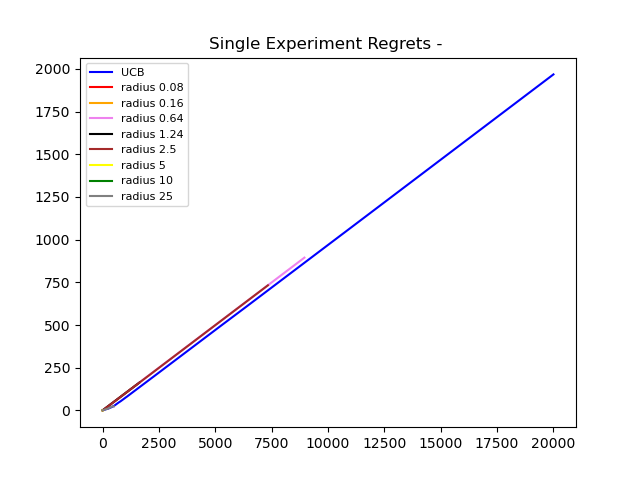 Single Experiment Regrets -
2000
1750
1500
1250
1000
750
500
250
0
UCB
radius 0.08
radius 0.16
radius 0.64
radius 1.24
radius 2.5
radius 5
radius 10
radius 25
0 2500 5000 7500 10000 12500 15000 17500 20000